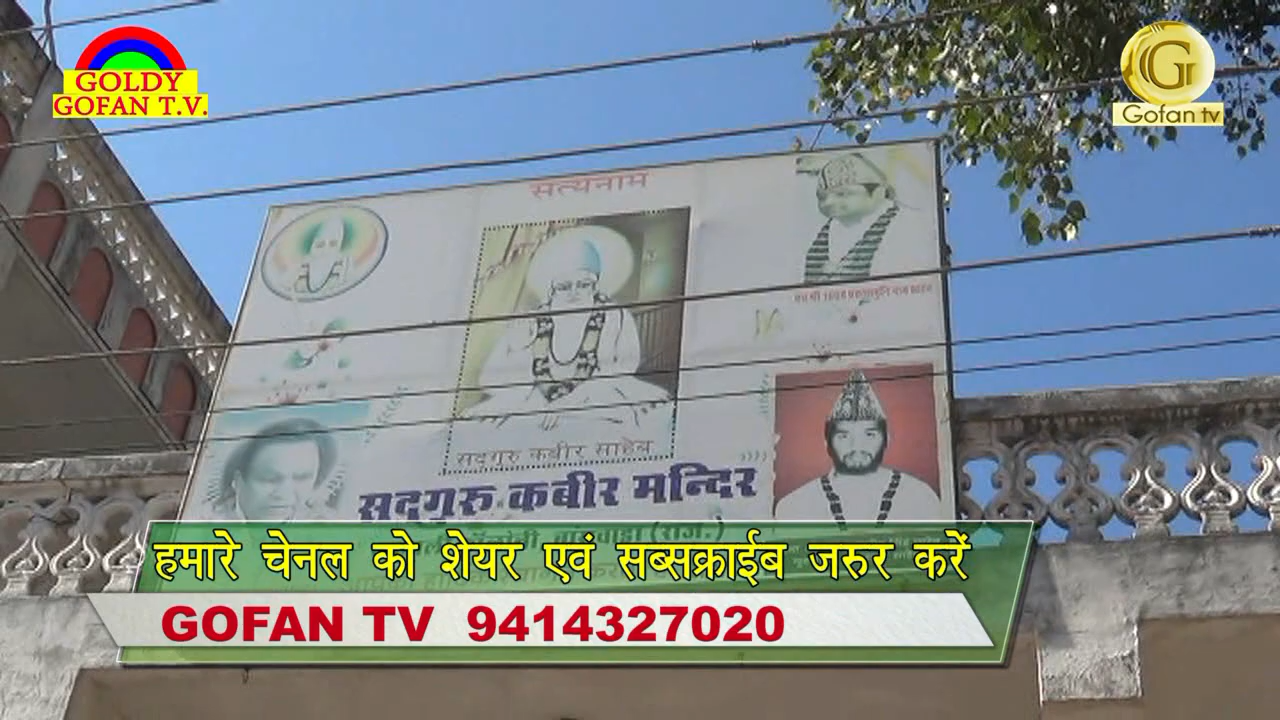 GOLDY
GOFAN T.V.
G
Gofan tv
सत्यनाम
सद्गुरु कबीर साहेब
सद्गुरु कबीर मन्दिर
बांसवाड़ा (राज.)
हमारे चेनल को शेयर एवं सब्सक्राईब जरुर करें
GOFAN TV 9414327020